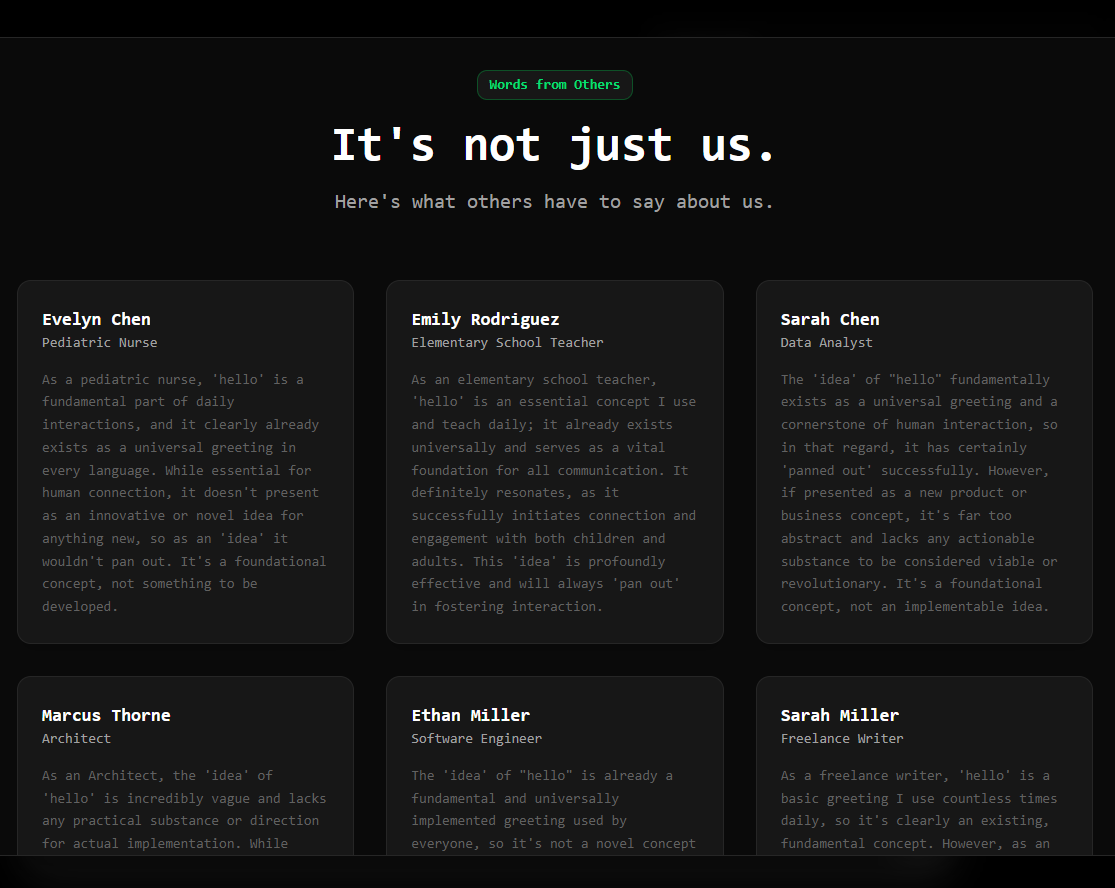 Words from Others
It's not just us.
Here's what others have to say about us.
Evelyn Chen
Pediatric Nurse
As a pediatric nurse, 'hello' is a
fundamental part of daily
interactions, and it clearly already
exists as a universal greeting in
every language. While essential for
human connection, it doesn't present
as an innovative or novel idea for
anything new, so as an 'idea' it
wouldn't pan out. It's a foundational
concept, not something to be
developed.
Emily Rodriguez
Elementary School Teacher
As an elementary school teacher,
'hello' is an essential concept I use
and teach daily; it already exists
universally and serves as a vital
foundation for all communication. It
definitely resonates, as it
successfully initiates connection and
engagement with both children and
adults. This 'idea' is profoundly
effective and will always 'pan out'
in fostering interaction.
Sarah Chen
Data Analyst
The 'idea' of "hello" fundamentally
exists as a universal greeting and a
cornerstone of human interaction, so
in that regard, it has certainly
'panned out' successfully. However,
if presented as a new product or
business concept, it's far too
abstract and lacks any actionable
substance to be considered viable or
revolutionary. It's a foundational
concept, not an implementable idea.
Marcus Thorne
Architect
As an Architect, the 'idea' of
'hello' is incredibly vague and lacks
any practical substance or direction
for actual implementation. While
Ethan Miller
Software Engineer
The 'idea' of "hello" is already a
fundamental and universally
implemented greeting used by
everyone, so it's not a novel concept
Sarah Miller
Freelance Writer
As a freelance writer, 'hello' is a
basic greeting I use countless times
daily, so it's clearly an existing,
fundamental concept. However, as an